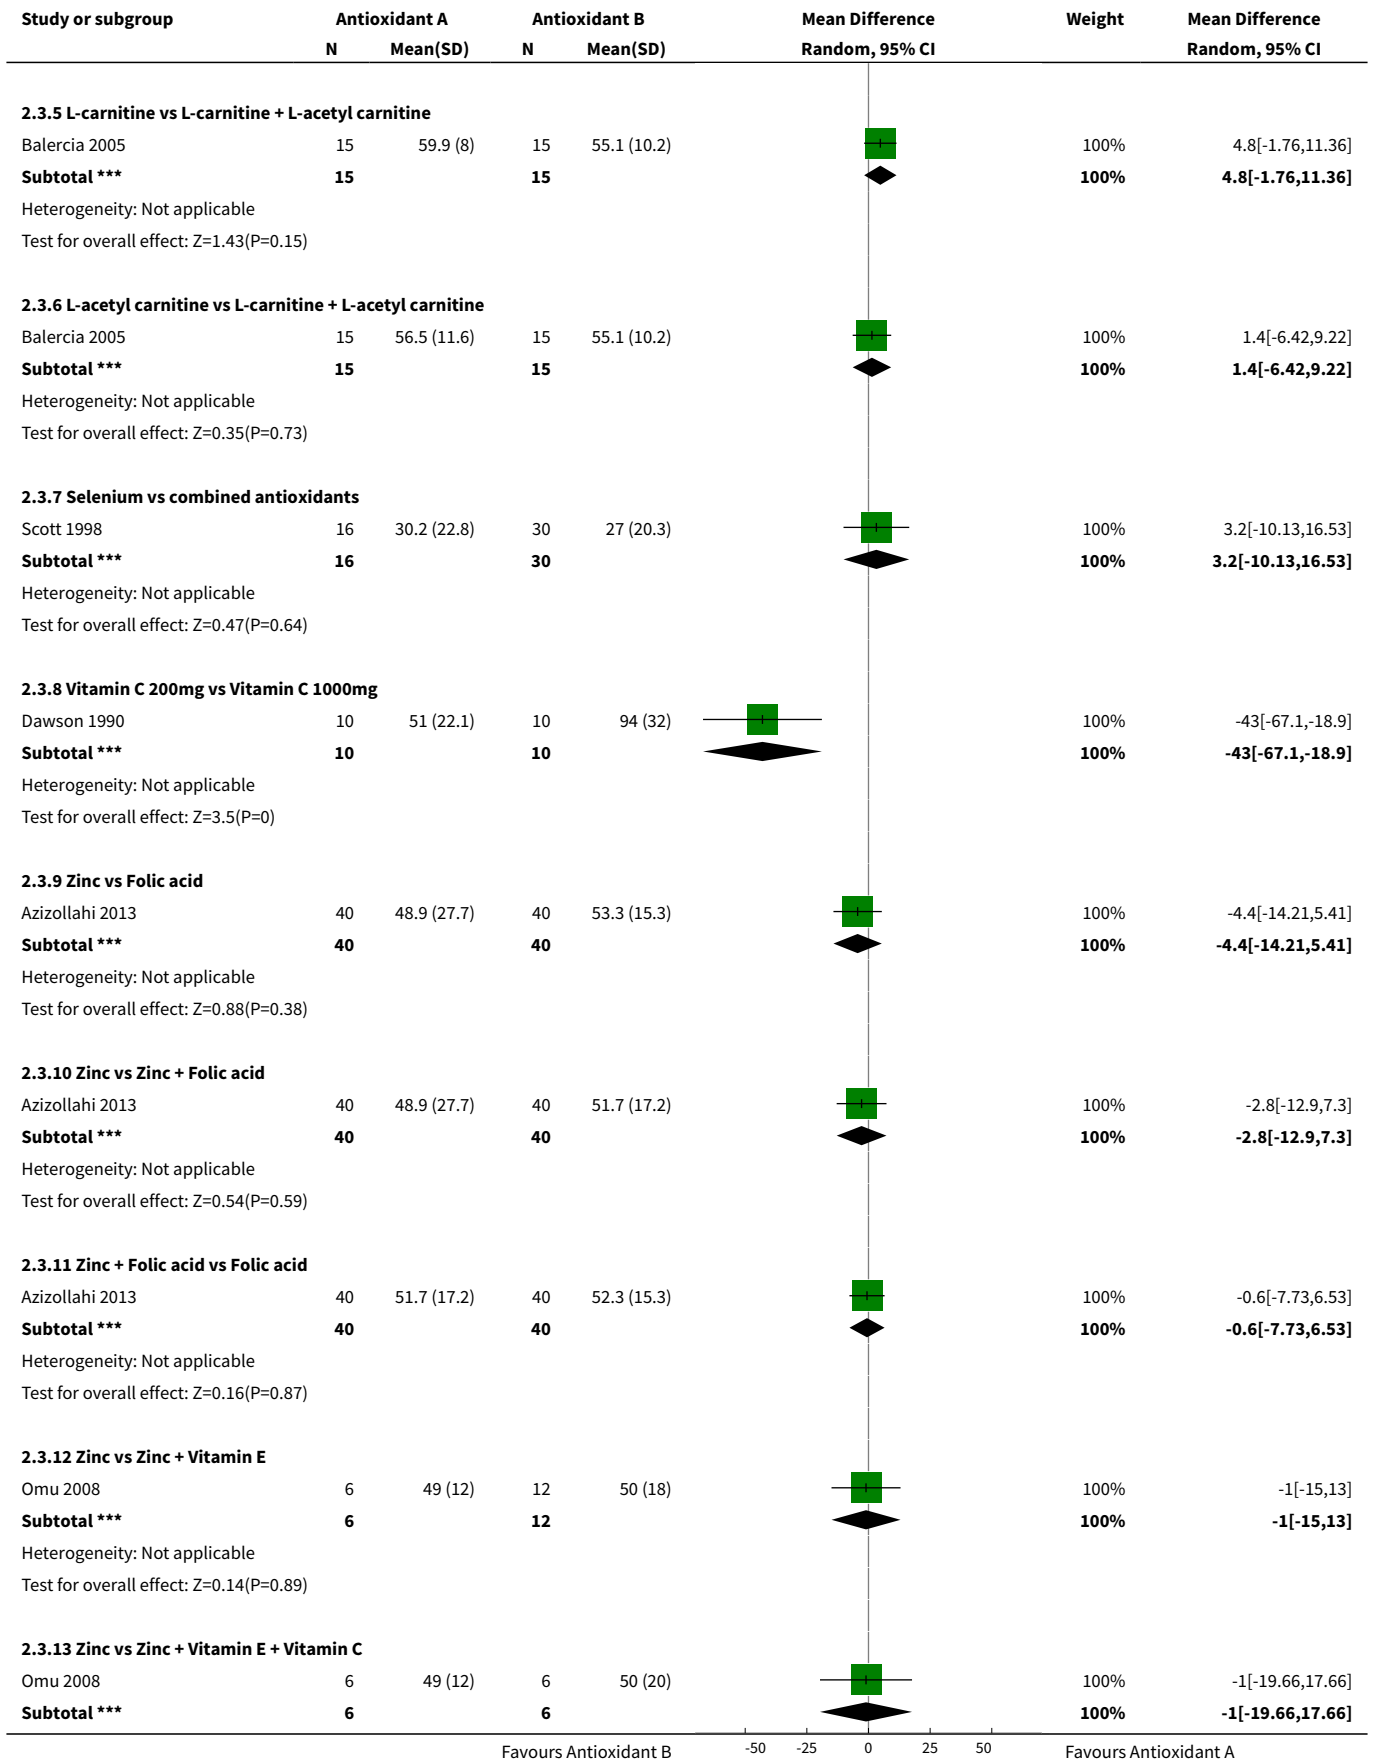 Study or subgroup Antioxidant A Antioxidant B Mean Difference Weight Mean Difference
N Mean(SD) N Mean(SD) Random, 95% CI Random, 95% CI
2.3.5 L-carnitine vs L-carnitine + L-acetyl carnitine
Balercia 2005 15 59.9 (8) 15 55.1 (10.2) 100% 4.8[-1.76,11.36]
Subtotal *** 15 15 100% 4.8[-1.76,11.36]
Heterogeneity: Not applicable
Test for overall effect: Z=1.43(P=0.15)
2.3.6 L-acetyl carnitine vs L-carnitine + L-acetyl carnitine
Balercia 2005 15 56.5 (11.6) 15 55.1 (10.2) 100% 1.4[-6.42,9.22]
Subtotal *** 15 15 100% 1.4[-6.42,9.22]
Heterogeneity: Not applicable
Test for overall effect: Z=0.35(P=0.73)
2.3.7 Selenium vs combined antioxidants
Scott 1998 16 30.2 (22.8) 30 27 (20.3) 100% 3.2[-10.13,16.53]
Subtotal *** 16 30 100% 3.2[-10.13,16.53]
Heterogeneity: Not applicable
Test for overall effect: Z=0.47(P=0.64)
2.3.8 Vitamin C 200mg vs Vitamin C 1000mg
Dawson 1990 10 51 (22.1) 10 94 (32) 100% -43[-67.1,-18.9]
Subtotal *** 10 10 100% -43[-67.1,-18.9]
Heterogeneity: Not applicable
Test for overall effect: Z=3.5(P=0)
2.3.9 Zinc vs Folic acid
Azizollahi 2013 40 48.9 (27.7) 40 53.3 (15.3) 100% -4.4[-14.21,5.41]
Subtotal *** 40 40 100% -4.4[-14.21,5.41]
Heterogeneity: Not applicable
Test for overall effect: Z=0.88(P=0.38)
2.3.10 Zinc vs Zinc + Folic acid
Azizollahi 2013 40 48.9 (27.7) 40 51.7 (17.2) 100% -2.8[-12.9,7.3]
Subtotal *** 40 40 100% -2.8[-12.9,7.3]
Heterogeneity: Not applicable
Test for overall effect: Z=0.54(P=0.59)
2.3.11 Zinc + Folic acid vs Folic acid
Azizollahi 2013 40 51.7 (17.2) 40 52.3 (15.3) 100% -0.6[-7.73,6.53]
Subtotal *** 40 40 100% -0.6[-7.73,6.53]
Heterogeneity: Not applicable
Test for overall effect: Z=0.16(P=0.87)
2.3.12 Zinc vs Zinc + Vitamin E
Omu 2008 6 49 (12) 12 50 (18) 100% -1[-15,13]
Subtotal *** 6 12 100% -1[-15,13]
Heterogeneity: Not applicable
Test for overall effect: Z=0.14(P=0.89)
2.3.13 Zinc vs Zinc + Vitamin E + Vitamin C
Omu 2008 6 49 (12) 6 50 (20) 100% -1[-19.66,17.66]
Subtotal *** 6 6 100% -1[-19.66,17.66]
Favours Antioxidant B -50 -25 0 25 50 Favours Antioxidant A